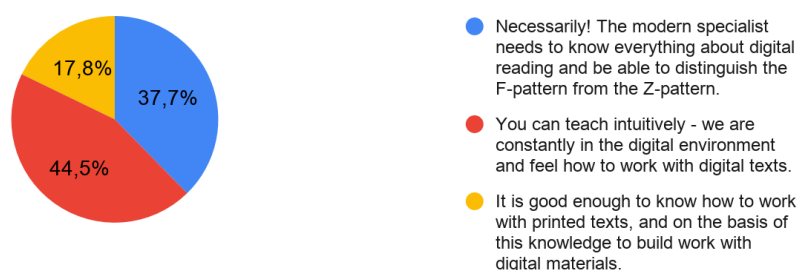 17,8%
37,7%
44,5%
Necessarily! The modern specialist
needs to know everything about digital
reading and be able to distinguish the
F-pattern from the Z-pattern.
You can teach intuitively - we are
constantly in the digital environment
and feel how to work with digital texts.
It is good enough to know how to work
with printed texts, and on the basis of
this knowledge to build work with
digital materials.